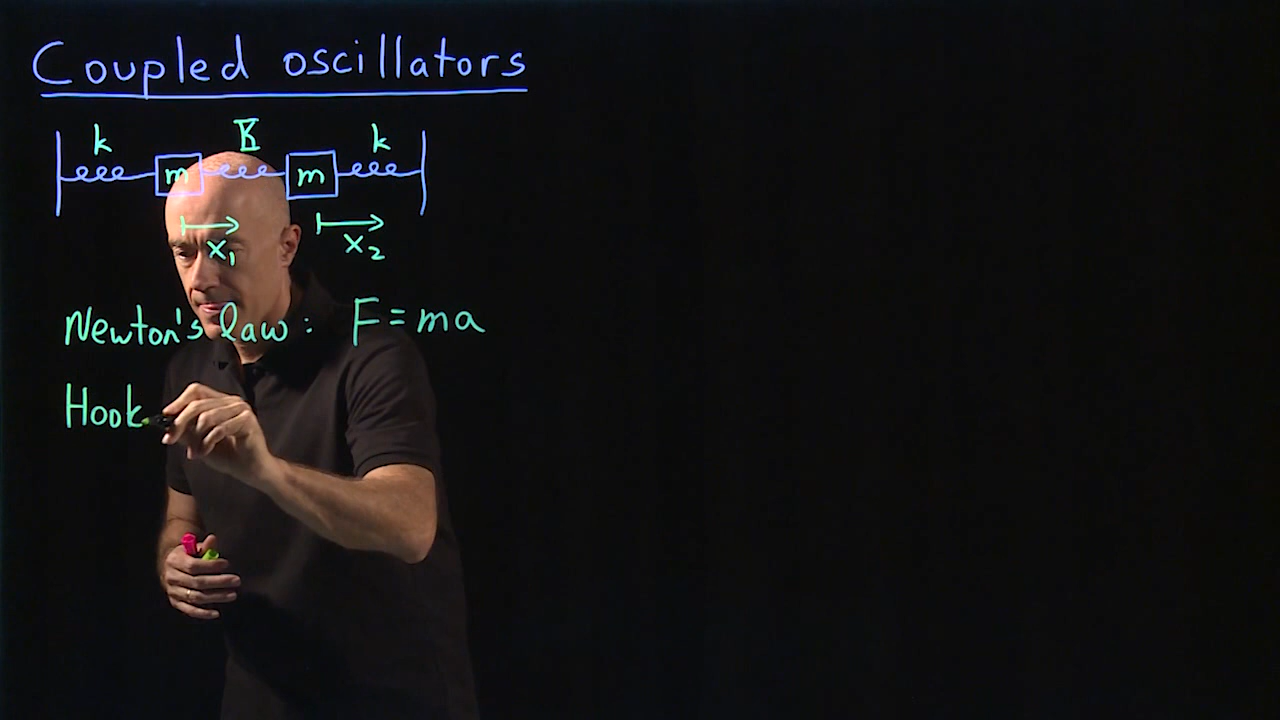 Coupled oscillators
k K k
m m
x₁ x₂
Newton's law: F = ma
Hook